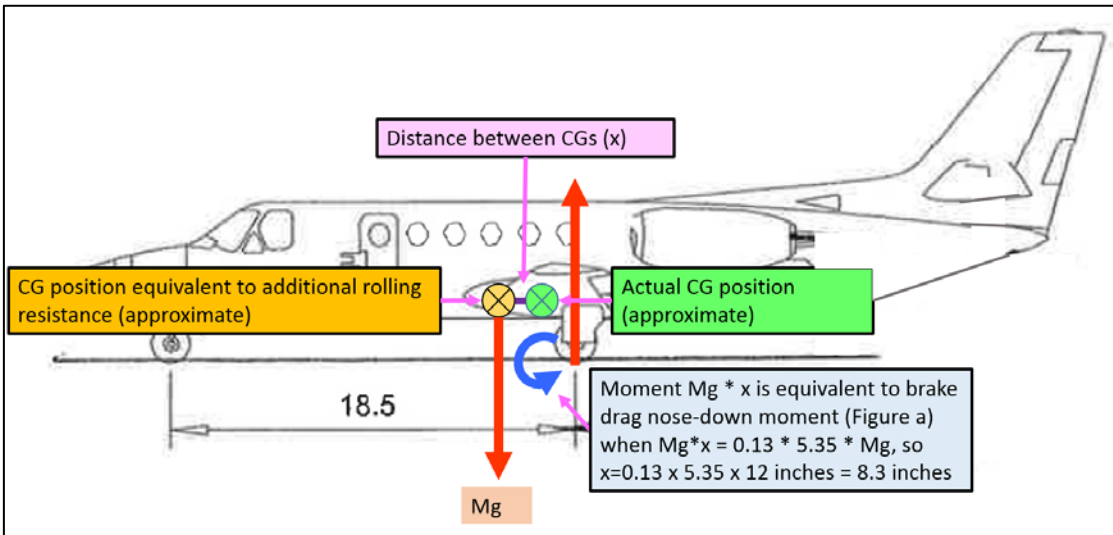 Distance between CGs (x)
CG position equivalent to additional rolling
resistance (approximate)
Actual CG position
(approximate)
18.5
Moment Mg * x is equivalent to brake
drag nose-down moment (Figure a)
when Mg*x = 0.13 * 5.35 * Mg, so
x=0.13 x 5.35 x 12 inches = 8.3 inches
Mg